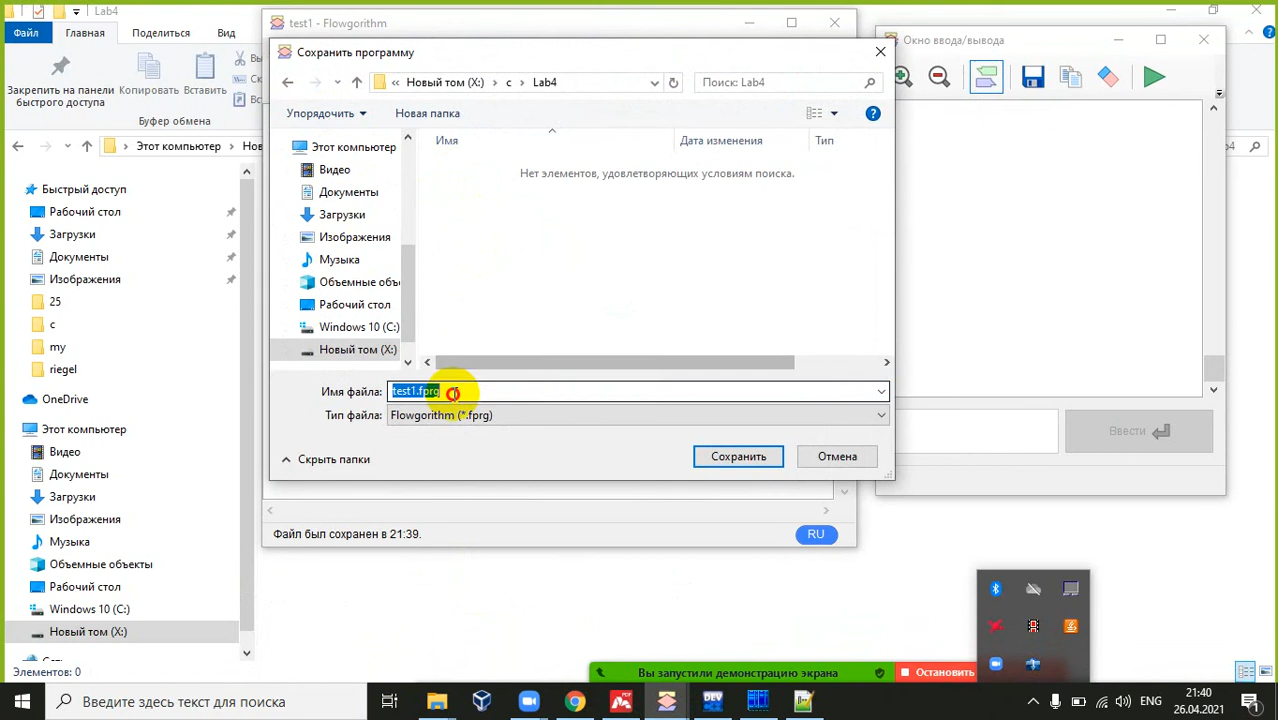 Lab4
test1 - Flowgorithm
Файл
Главная
Поделиться
Вид
Сохранить программу
Окно ввода/вывода
Закрепить на панели
быстрого доступа
Копировать
Вставить
Буфер обмена
Новый том (X:)
c
Lab4
Поиск: Lab4
Упорядочить
Новая папка
Этот компьютер
Имя
Дата изменения
Тип
Нет элементов, удовлетворяющих условиям поиска.
Этот компьютер
Видео
Документы
Загрузки
Изображения
Музыка
Объемные объ
Рабочий стол
Windows 10 (C:)
Новый том (X:)
Быстрый доступ
Рабочий стол
Загрузки
Документы
Изображения
25
c
my
riegel
OneDrive
Этот компьютер
Видео
Документы
Загрузки
Изображения
Музыка
Объемные объекты
Рабочий стол
Windows 10 (C:)
Новый том (X:)
Имя файла:
test1.fprg
Тип файла:
Flowgorithm (*.fprg)
Скрыть папки
Сохранить
Отмена
Ввести
Файл был сохранен в 21:39.
RU
Элементов: 0
Вы запустили демонстрацию экрана
Остановить
Введите здесь текст для поиска
ENG
21:40
26.04.2021